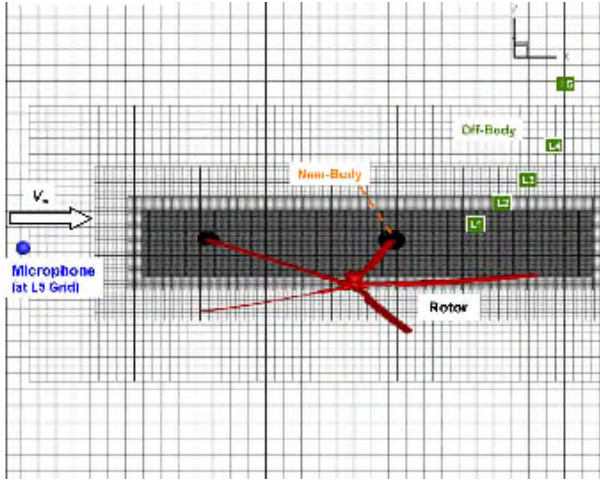 L5
Off-Body
L4
Near-Body
L3
L2
V∞
L1
Microphone
(at L5 Grid)
Rotor